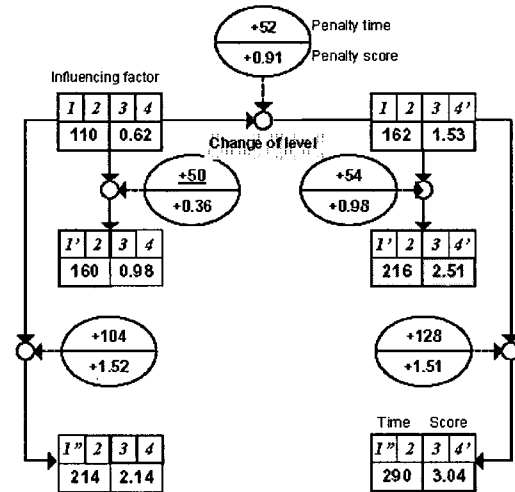 +52 Penalty time
+0.91 Penalty score
Influencing factor
1 2 3 4
110 0.62
Change of level
1 2 3 4'
162 1.53
+50
+0.36
+54
+0.98
1' 2 3 4
160 0.98
1' 2 3 4'
216 2.51
+104
+1.52
+128
+1.51
Time Score
1" 2 3 4
214 2.14
1" 2 3 4'
290 3.04